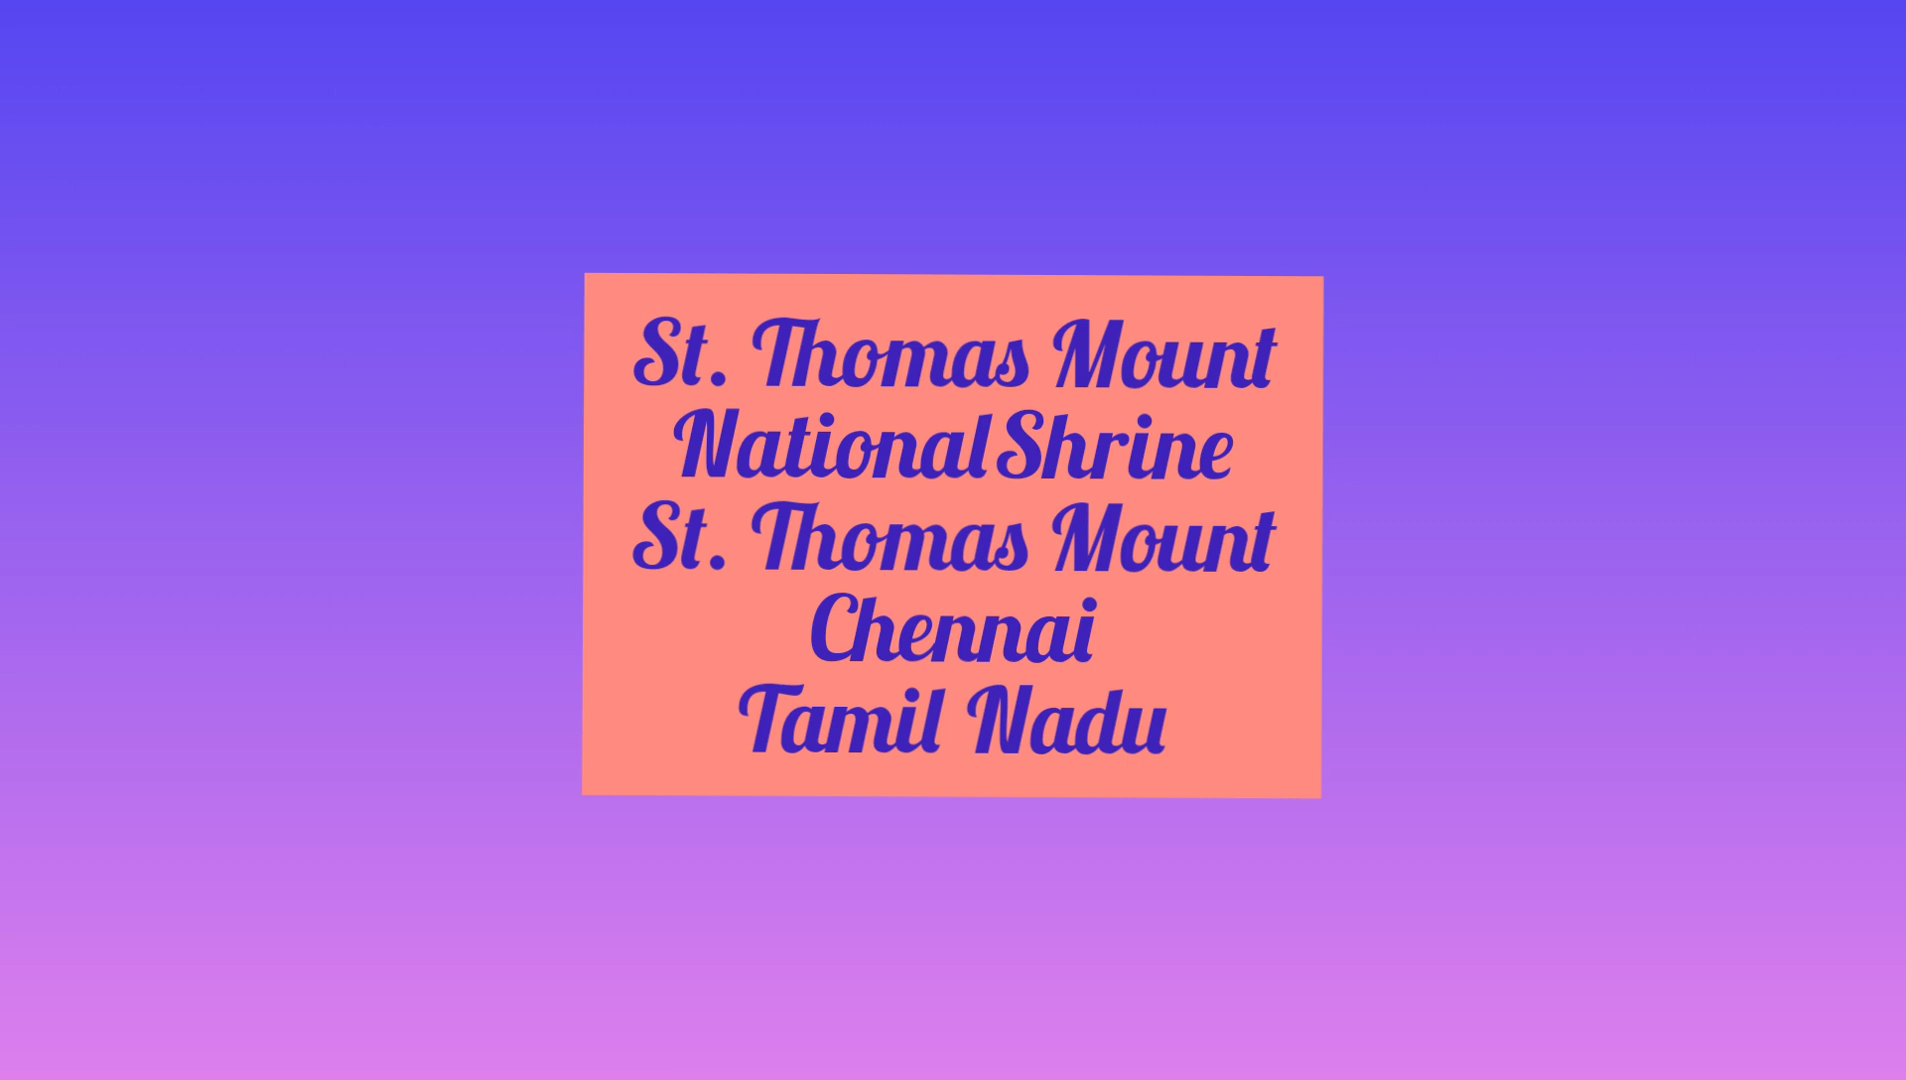 St. Thomas Mount
National Shrine
St. Thomas Mount
Chennai
Tamil Nadu